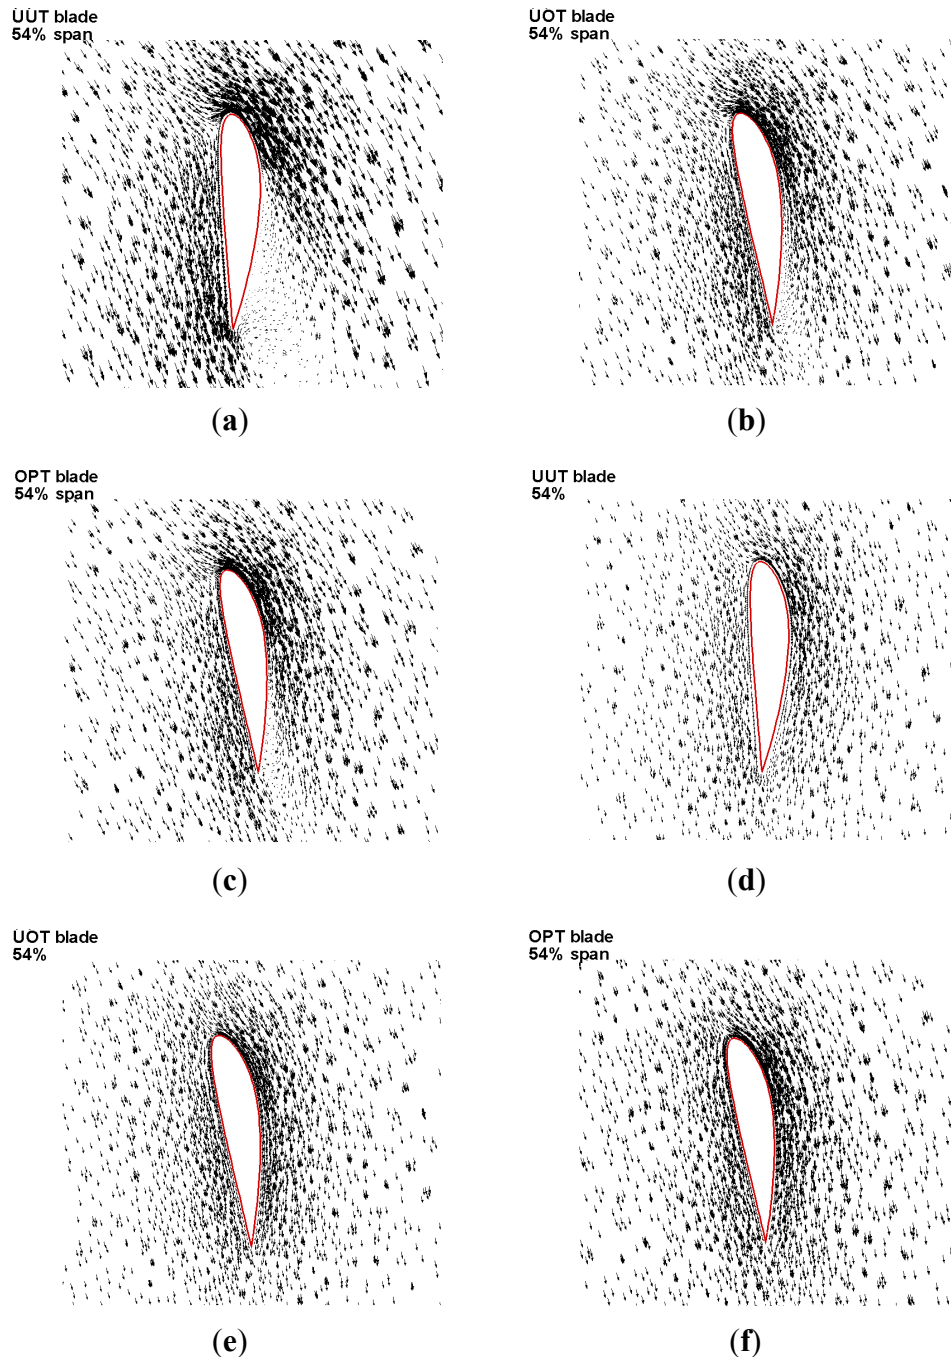 UUT blade
54% span
UOT blade
54% span
(a)
(b)
OPT blade
54% span
UUT blade
54%
(c)
(d)
UOT blade
54%
OPT blade
54% span
(e)
(f)